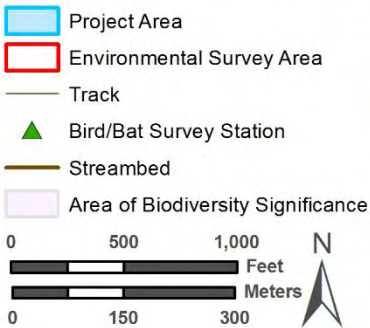 Project Area
Environmental Survey Area
Track
Bird/Bat Survey Station
Streambed
Area of Biodiversity Significance
0 500 1,000 N
Feet
Meters
0 150 300